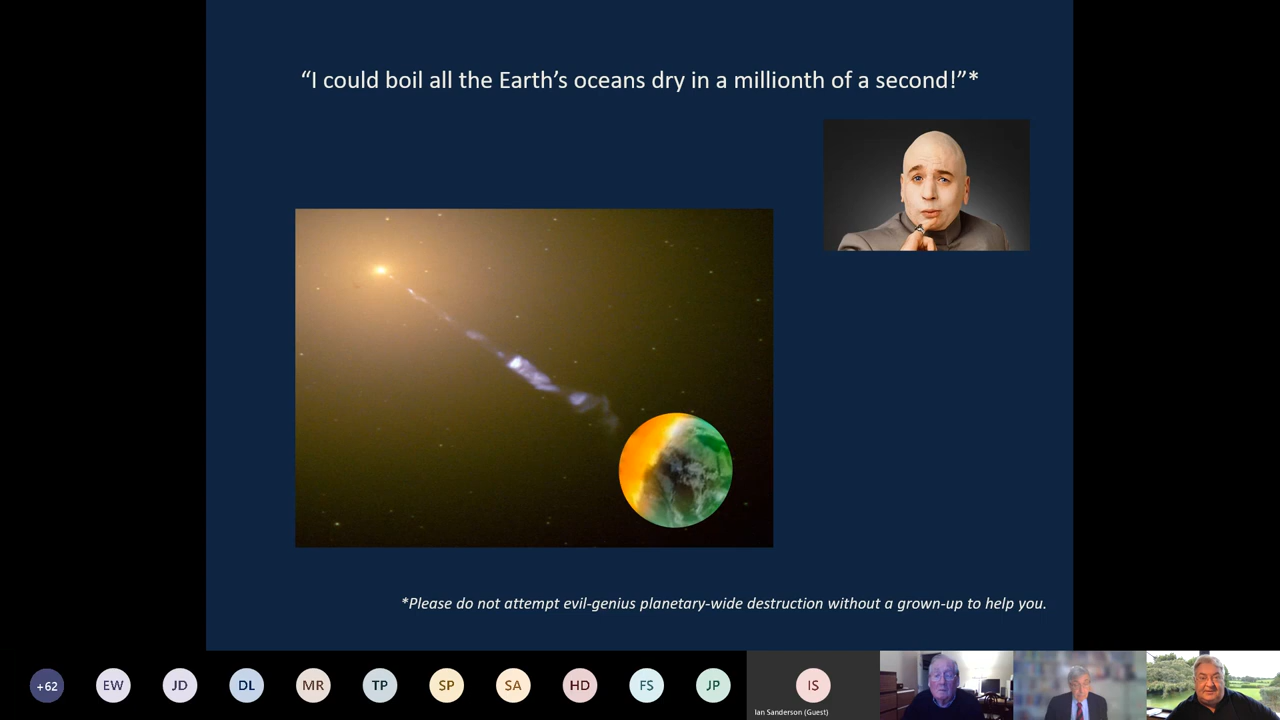 “I could boil all the Earth’s oceans dry in a millionth of a second!”*
*Please do not attempt evil-genius planetary-wide destruction without a grown-up to help you.
+62
EW
JD
DL
MR
TP
SP
SA
HD
FS
JP
IS
Ian Sanderson (Guest)